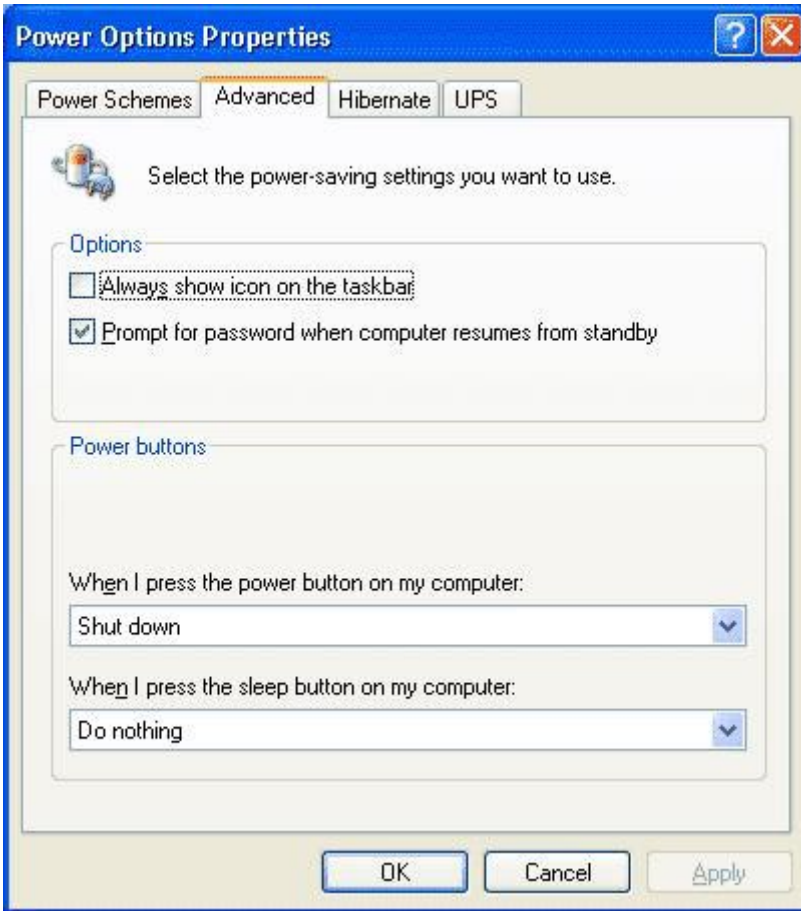 Power Options Properties
?
Power Schemes Advanced Hibernate UPS
Select the power-saving settings you want to use.
Options
Always show icon on the taskbar
Prompt for password when computer resumes from standby
Power buttons
When I press the power button on my computer:
Shut down
When I press the sleep button on my computer:
Do nothing
OK Cancel Apply